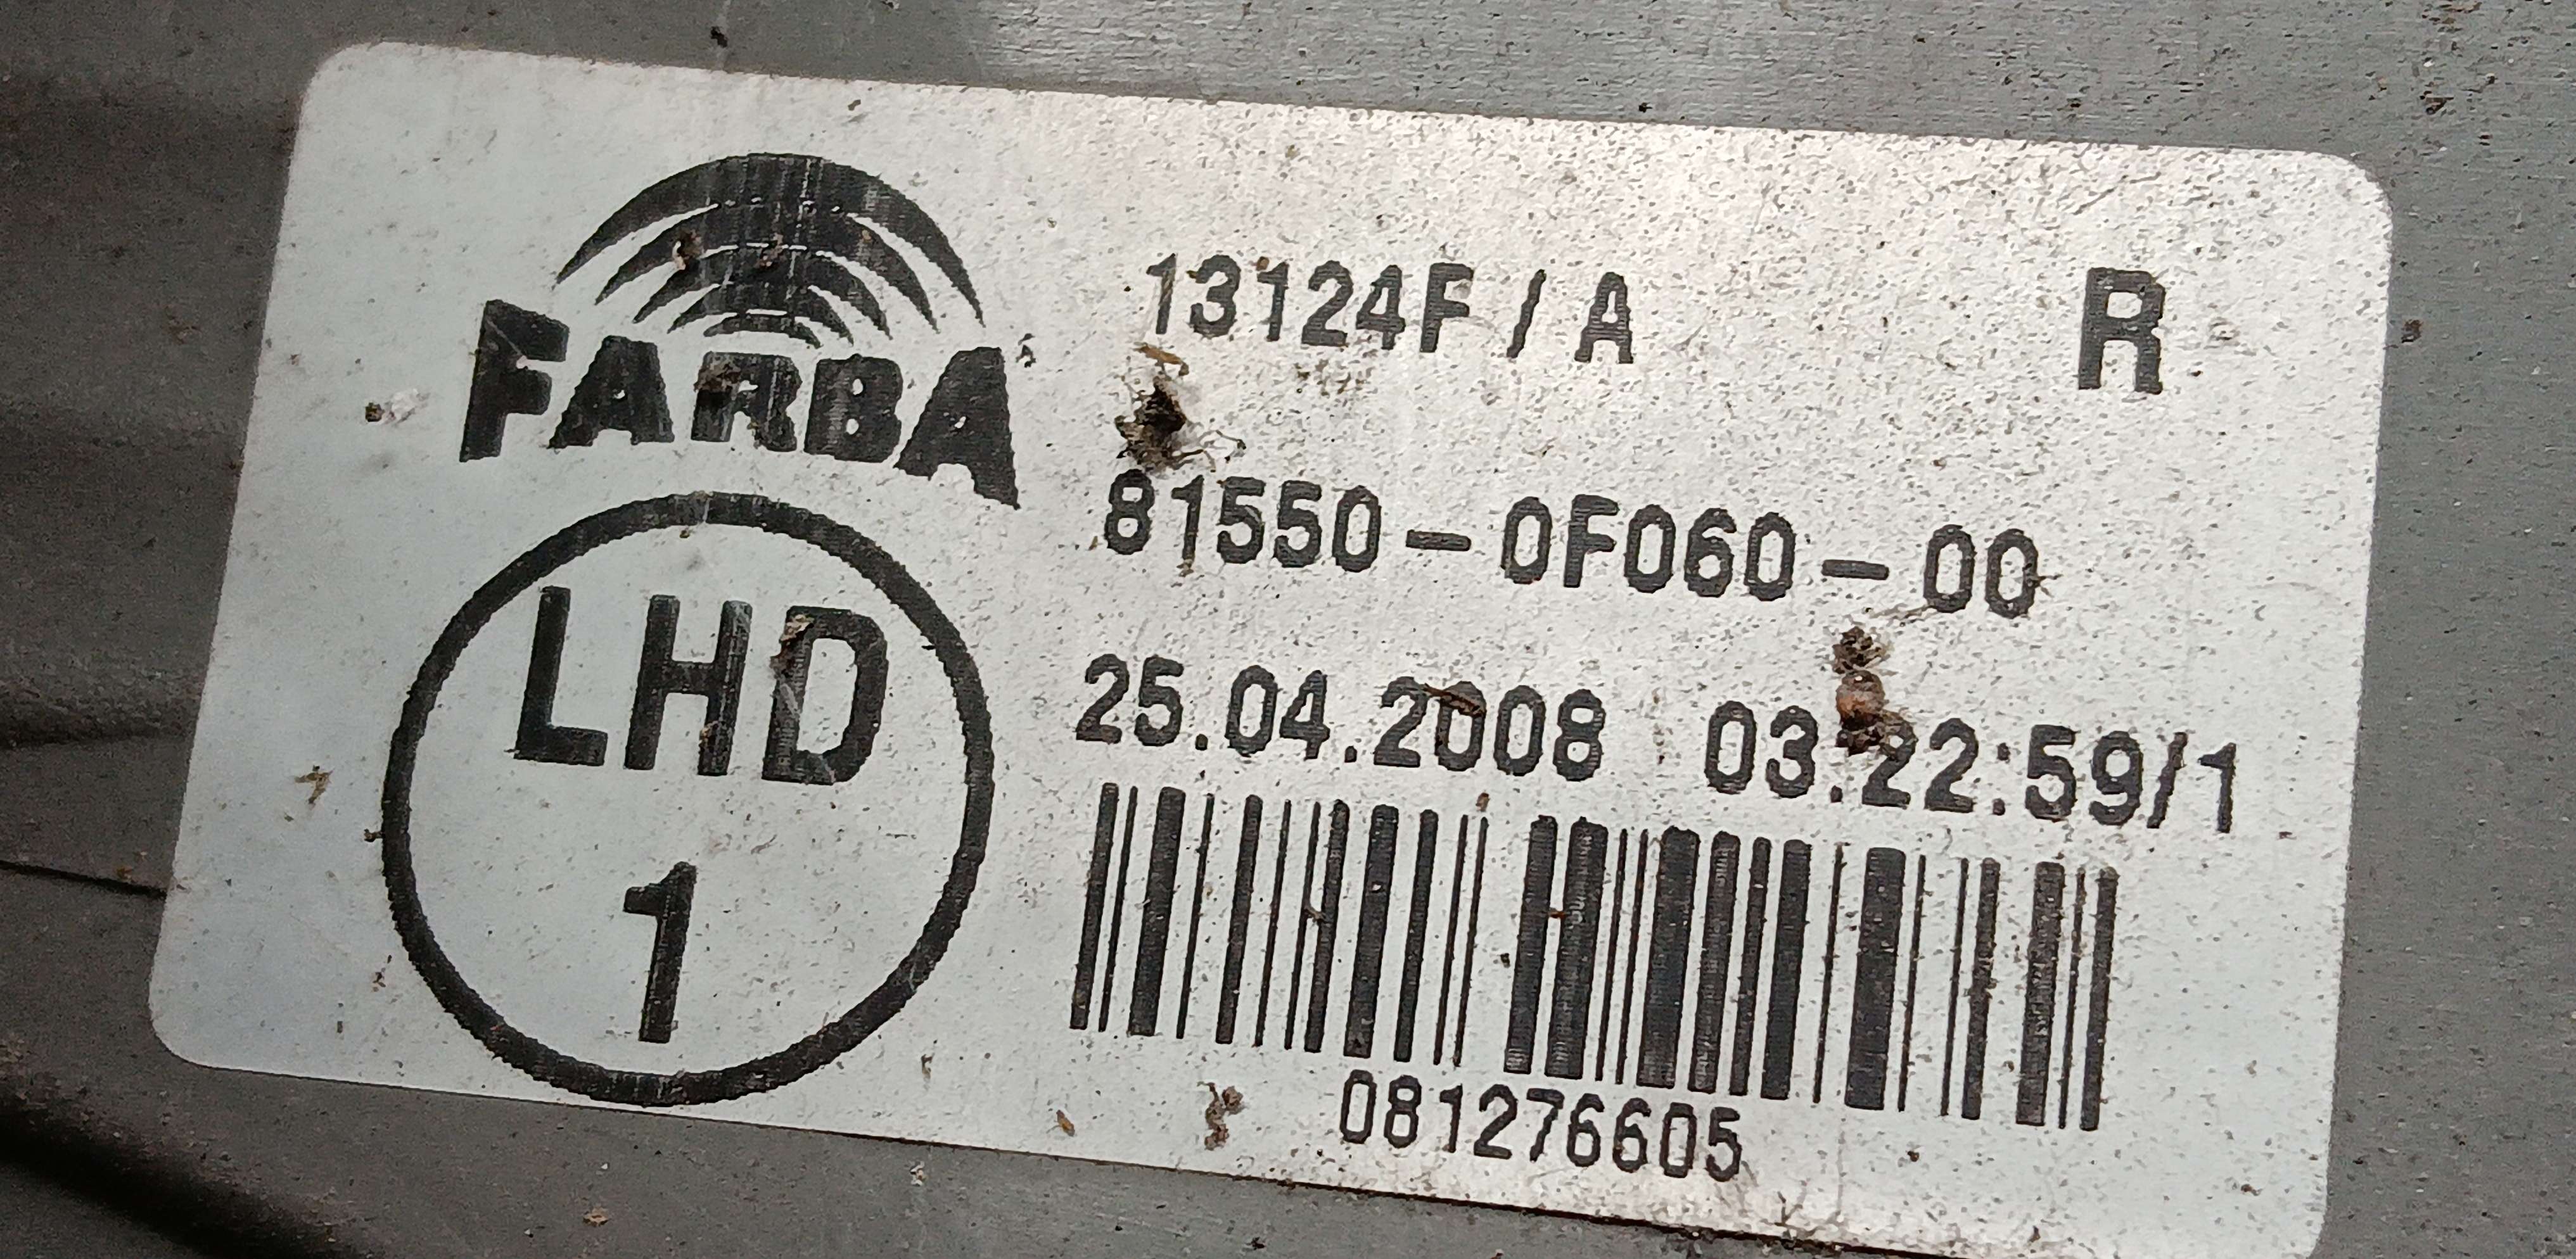 FARBA
13124F / A R
81550-0F060-00
25.04.2008 03:22:59/1
LHD
1
081276605